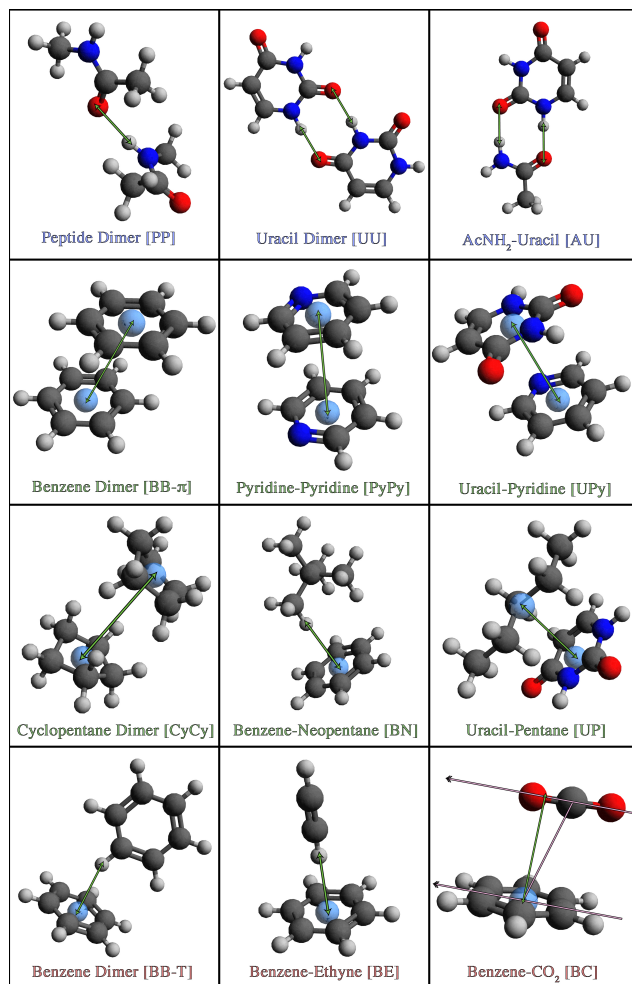 Peptide Dimer [PP]
Uracil Dimer [UU]
AcNH₂-Uracil [AU]
Benzene Dimer [BB-π]
Pyridine-Pyridine [PyPy]
Uracil-Pyridine [UPy]
Cyclopentane Dimer [CyCy]
Benzene-Neopentane [BN]
Uracil-Pentane [UP]
Benzene Dimer [BB-T]
Benzene-Ethyne [BE]
Benzene-CO₂ [BC]